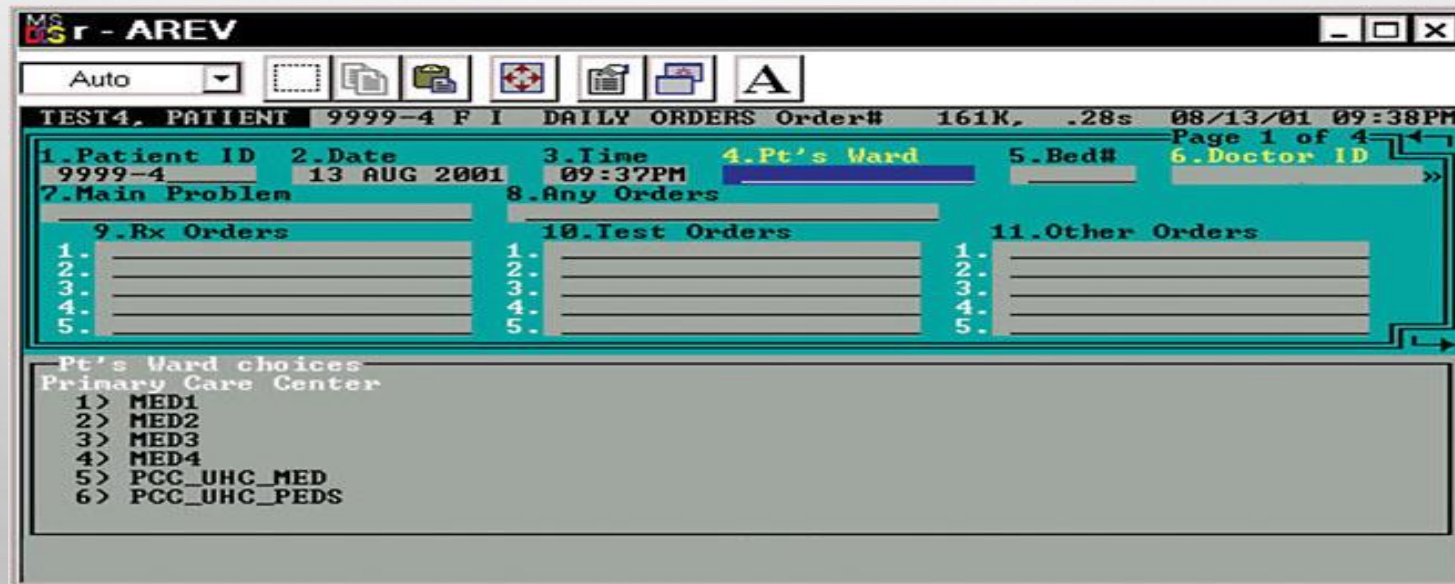 r - AREV
Auto A
TEST4, PATIENT 9999-4 F I DAILY ORDERS Order# 161K, .28s 08/13/01 09:38PM
Page 1 of 4
1.Patient ID 2.Date 3.Time 4.Pt's Ward 5.Bed# 6.Doctor ID
9999-4 13 AUG 2001 09:37PM »
7.Main Problem 8.Any Orders
9.Rx Orders 10.Test Orders 11.Other Orders
1. 1. 1.
2. 2. 2.
3. 3. 3.
4. 4. 4.
5. 5. 5.
Pt's Ward choices
Primary Care Center
1> MED1
2> MED2
3> MED3
4> MED4
5> PCC_UHC_MED
6> PCC_UHC_PEDS